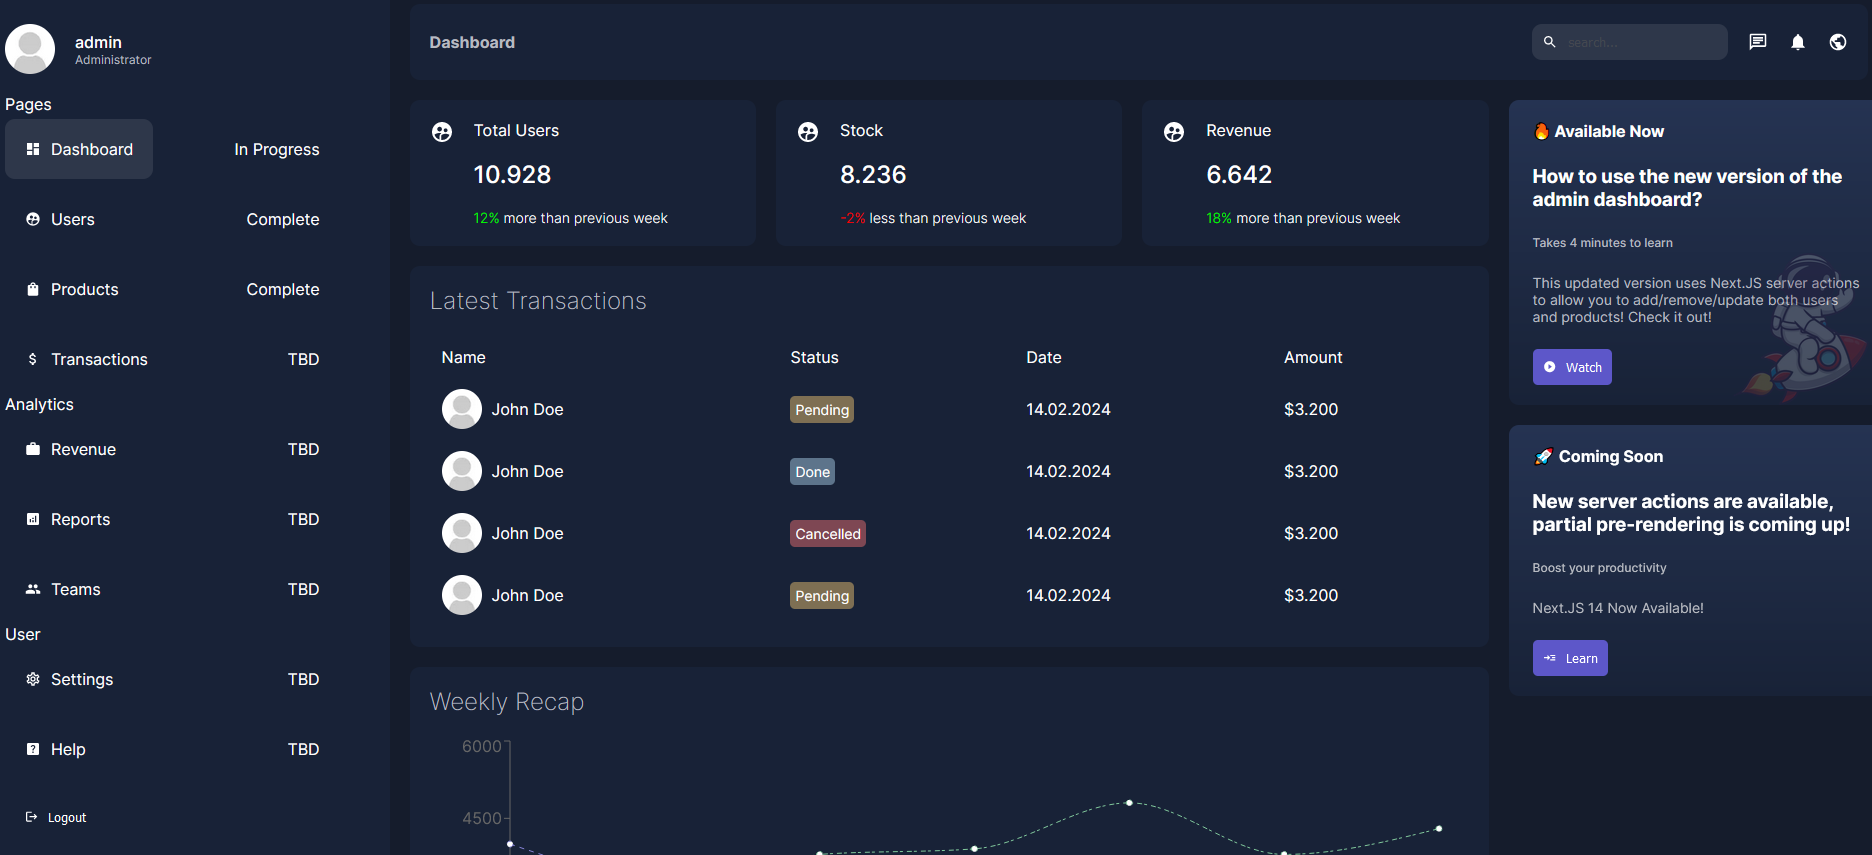 admin
Administrator
Pages
Dashboard In Progress
Users Complete
Products Complete
Transactions TBD
Analytics
Revenue TBD
Reports TBD
Teams TBD
User
Settings TBD
Help TBD
Logout
Dashboard
search...
Total Users
10.928
12% more than previous week
Stock
8.236
-2% less than previous week
Revenue
6.642
18% more than previous week
Latest Transactions
Name Status Date Amount
John Doe Pending 14.02.2024 $3.200
John Doe Done 14.02.2024 $3.200
John Doe Cancelled 14.02.2024 $3.200
John Doe Pending 14.02.2024 $3.200
Weekly Recap
6000
4500
🔥 Available Now
How to use the new version of the
admin dashboard?
Takes 4 minutes to learn
This updated version uses Next.JS server actions
to allow you to add/remove/update both users
and products! Check it out!
Watch
🚀 Coming Soon
New server actions are available,
partial pre-rendering is coming up!
Boost your productivity
Next.JS 14 Now Available!
Learn